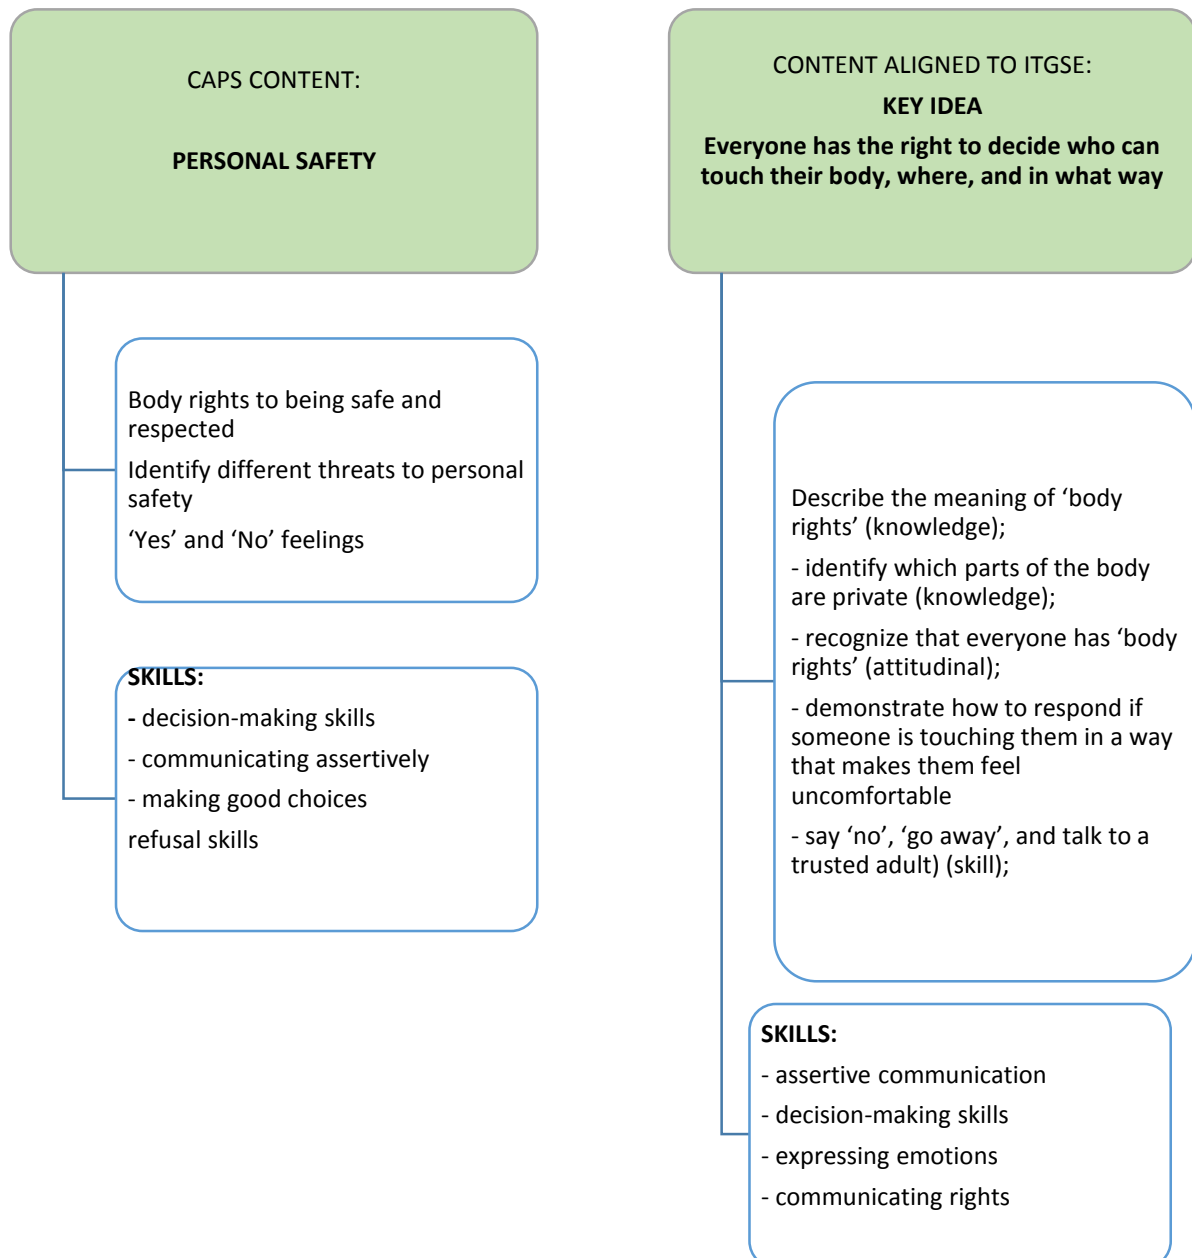 CAPS CONTENT:
PERSONAL SAFETY
Body rights to being safe and
respected
Identify different threats to personal
safety
‘Yes’ and ‘No’ feelings
SKILLS:
- decision-making skills
- communicating assertively
- making good choices
refusal skills
CONTENT ALIGNED TO ITGSE:
KEY IDEA
Everyone has the right to decide who can
touch their body, where, and in what way
Describe the meaning of ‘body
rights’ (knowledge);
- identify which parts of the body
are private (knowledge);
- recognize that everyone has ‘body
rights’ (attitudinal);
- demonstrate how to respond if
someone is touching them in a way
that makes them feel
uncomfortable
- say ‘no’, ‘go away’, and talk to a
trusted adult) (skill);
SKILLS:
- assertive communication
- decision-making skills
- expressing emotions
- communicating rights